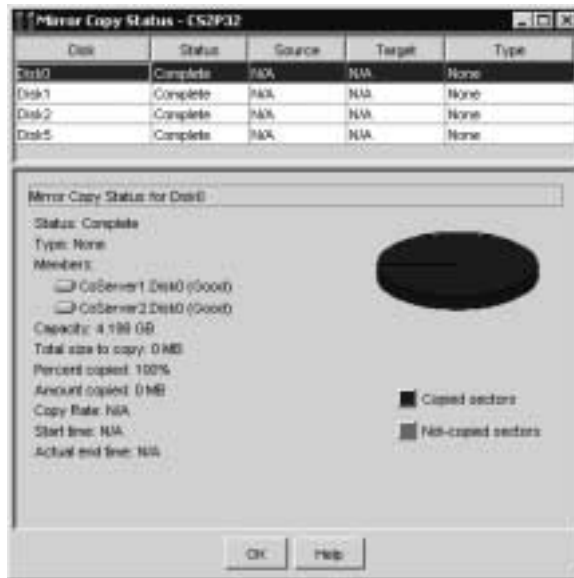 Mirror Copy Status - CS2P32
Disk Status Source Target Type
Disk0 Complete N/A N/A None
Disk1 Complete N/A N/A None
Disk2 Complete N/A N/A None
Disk5 Complete N/A N/A None
Mirror Copy Status for Disk0
Status: Complete
Type: None
Members:
CoServer1.Disk0 (Good)
CoServer2.Disk0 (Good)
Capacity: 4.199 GB
Total size to copy: 0 MB
Percent copied: 100%
Amount copied: 0 MB
Copy Rate: N/A
Start time: N/A
Actual end time: N/A
Copied sectors
Not-copied sectors
OK Help